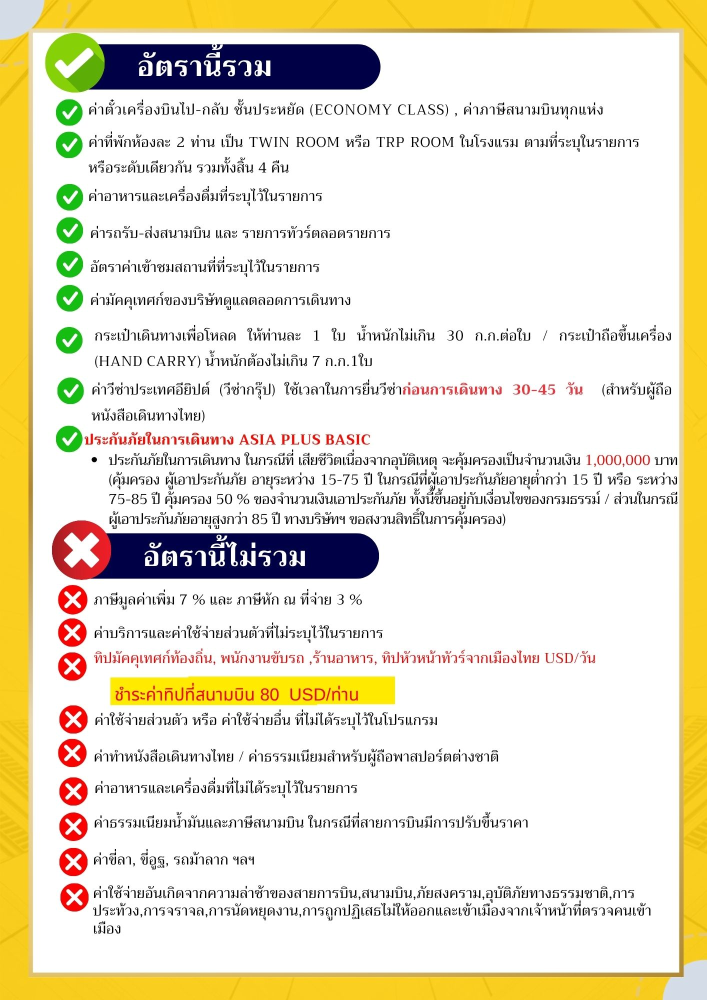 อัตรานี้รวม
ค่าตั๋วเครื่องบินไป-กลับ ชั้นประหยัด (ECONOMY CLASS) , ค่าภาษีสนามบินทุกแห่ง
ค่าที่พักห้องละ 2 ท่าน เป็น TWIN ROOM หรือ TRP ROOM ในโรงแรม ตามที่ระบุในรายการ
หรือระดับเดียวกัน รวมทั้งสิ้น 4 คืน
ค่าอาหารและเครื่องดื่มที่ระบุไว้ในรายการ
ค่ารถรับ-ส่งสนามบิน และ รายการทัวร์ตลอดรายการ
อัตราค่าเข้าชมสถานที่ที่ระบุไว้ในรายการ
ค่ามัคคุเทศก์ของบริษัทดูแลตลอดการเดินทาง
กระเป๋าเดินทางเพื่อโหลด ให้ท่านละ 1 ใบ น้ำหนักไม่เกิน 30 ก.ก.ต่อใบ / กระเป๋าถือขึ้นเครื่อง
(HAND CARRY) น้ำหนักต้องไม่เกิน 7 ก.ก.1ใบ
ค่าวีซ่าประเทศอียิปต์ (วีซ่ากรุ๊ป) ใช้เวลาในการยื่นวีซ่าก่อนการเดินทาง 30-45 วัน (สำหรับผู้ถือ
หนังสือเดินทางไทย)
ประกันภัยในการเดินทาง ASIA PLUS BASIC
• ประกันภัยในการเดินทาง ในกรณีที่ เสียชีวิตเนื่องจากอุบัติเหตุ จะคุ้มครองเป็นจำนวนเงิน 1,000,000 บาท
(คุ้มครอง ผู้เอาประกันภัย อายุระหว่าง 15-75 ปี ในกรณีที่ผู้เอาประกันภัยอายุต่ำกว่า 15 ปี หรือ ระหว่าง
75-85 ปี คุ้มครอง 50 % ของจำนวนเงินเอาประกันภัย ทั้งนี้ขึ้นอยู่กับเงื่อนไขของกรมธรรม์ / ส่วนในกรณี
ผู้เอาประกันภัยอายุสูงกว่า 85 ปี ทางบริษัทฯ ขอสงวนสิทธิ์ในการคุ้มครอง)
อัตรานี้ไม่รวม
ภาษีมูลค่าเพิ่ม 7 % และ ภาษีหัก ณ ที่จ่าย 3 %
ค่าบริการและค่าใช้จ่ายส่วนตัวที่ไม่ระบุไว้ในรายการ
ทิปมัคคุเทศก์ท้องถิ่น, พนักงานขับรถ ,ร้านอาหาร, ทิปหัวหน้าทัวร์จากเมืองไทย USD/วัน
ชำระค่าทิปที่สนามบิน 80 USD/ท่าน
ค่าใช้จ่ายส่วนตัว หรือ ค่าใช้จ่ายอื่น ที่ไม่ได้ระบุไว้ในโปรแกรม
ค่าทำหนังสือเดินทางไทย / ค่าธรรมเนียมสำหรับผู้ถือพาสปอร์ตต่างชาติ
ค่าอาหารและเครื่องดื่มที่ไม่ได้ระบุไว้ในรายการ
ค่าธรรมเนียมน้ำมันและภาษีสนามบิน ในกรณีที่สายการบินมีการปรับขึ้นราคา
ค่าขี่ลา, ขี่อูฐ, รถม้าลาก ฯลฯ
ค่าใช้จ่ายอันเกิดจากความล่าช้าของสายการบิน,สนามบิน,ภัยสงคราม,อุบัติภัยทางธรรมชาติ,การ
ประท้วง,การจราจล,การนัดหยุดงาน,การถูกปฏิเสธไม่ให้ออกและเข้าเมืองจากเจ้าหน้าที่ตรวจคนเข้า
เมือง